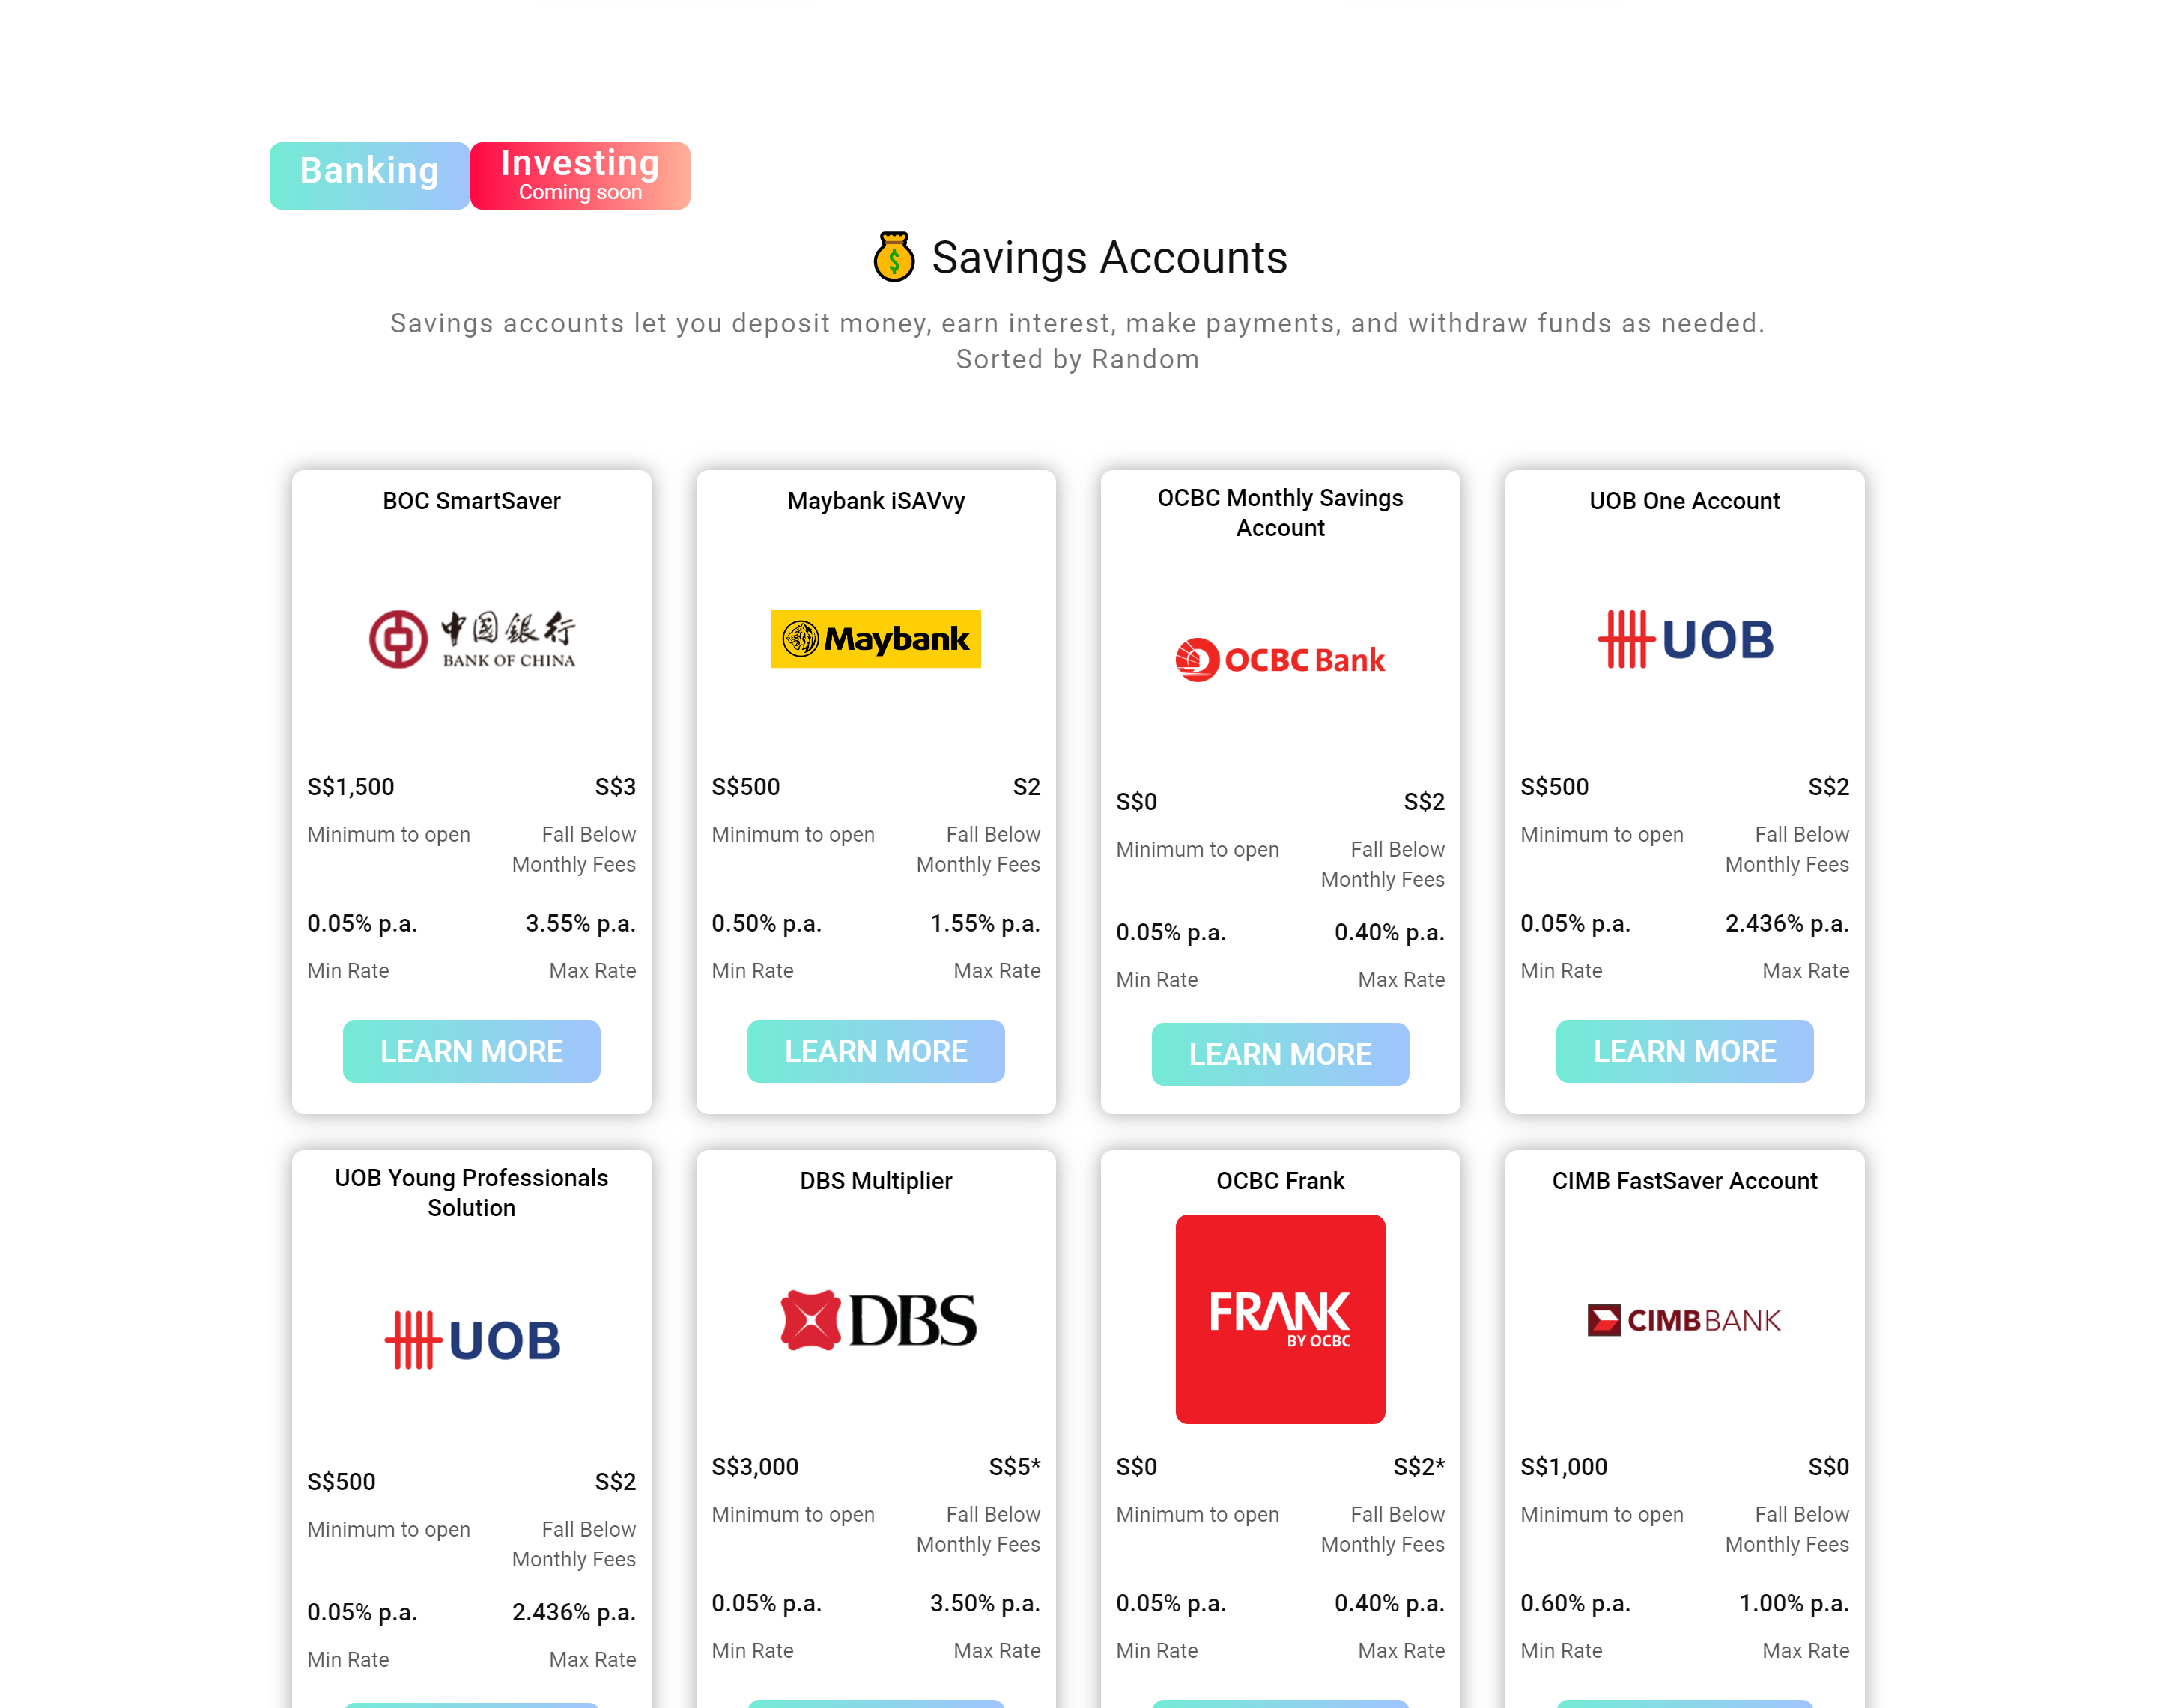 Banking
Investing
Coming soon
Savings Accounts
Savings accounts let you deposit money, earn interest, make payments, and withdraw funds as needed.
Sorted by Random
BOC SmartSaver
中國銀行
BANK OF CHINA
S$1,500 S$3
Minimum to open Fall Below
Monthly Fees
0.05% p.a. 3.55% p.a.
Min Rate Max Rate
LEARN MORE
Maybank iSAVvy
Maybank
S$500 S2
Minimum to open Fall Below
Monthly Fees
0.50% p.a. 1.55% p.a.
Min Rate Max Rate
LEARN MORE
OCBC Monthly Savings
Account
OCBC Bank
S$0 S$2
Minimum to open Fall Below
Monthly Fees
0.05% p.a. 0.40% p.a.
Min Rate Max Rate
LEARN MORE
UOB One Account
UOB
S$500 S$2
Minimum to open Fall Below
Monthly Fees
0.05% p.a. 2.436% p.a.
Min Rate Max Rate
LEARN MORE
UOB Young Professionals
Solution
UOB
S$500 S$2
Minimum to open Fall Below
Monthly Fees
0.05% p.a. 2.436% p.a.
Min Rate Max Rate
DBS Multiplier
DBS
S$3,000 S$5*
Minimum to open Fall Below
Monthly Fees
0.05% p.a. 3.50% p.a.
Min Rate Max Rate
OCBC Frank
FRANK
BY OCBC
S$0 S$2*
Minimum to open Fall Below
Monthly Fees
0.05% p.a. 0.40% p.a.
Min Rate Max Rate
CIMB FastSaver Account
CIMB BANK
S$1,000 S$0
Minimum to open Fall Below
Monthly Fees
0.60% p.a. 1.00% p.a.
Min Rate Max Rate